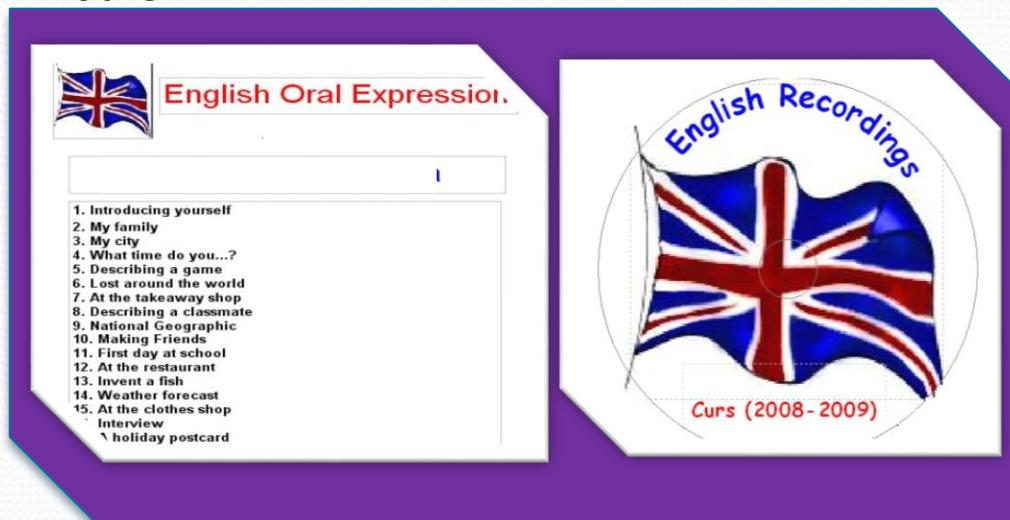 English Oral Expression
1. Introducing yourself
2. My family
3. My city
4. What time do you...?
5. Describing a game
6. Lost around the world
7. At the takeaway shop
8. Describing a classmate
9. National Geographic
10. Making Friends
11. First day at school
12. At the restaurant
13. Invent a fish
14. Weather forecast
15. At the clothes shop
Interview
A holiday postcard
English Recordings
Curs (2008-2009)